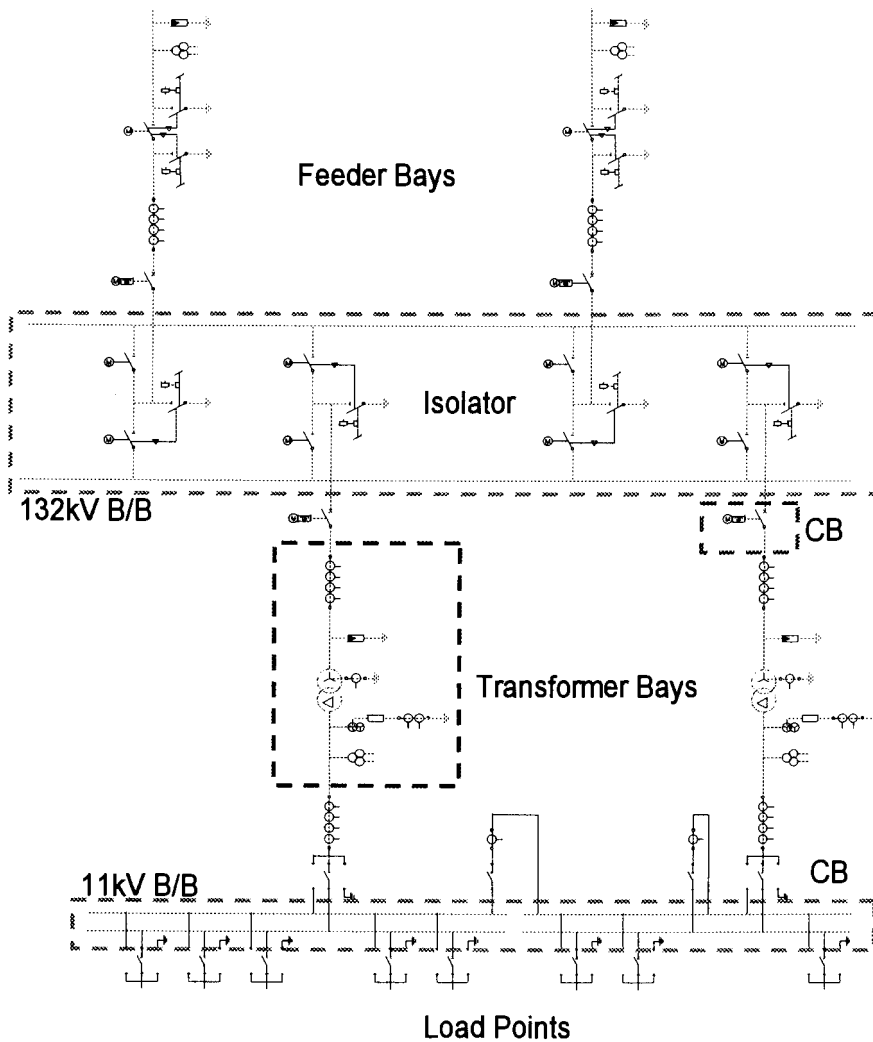 Feeder Bays
Isolator
132kV B/B
CB
Transformer Bays
11kV B/B
CB
Load Points